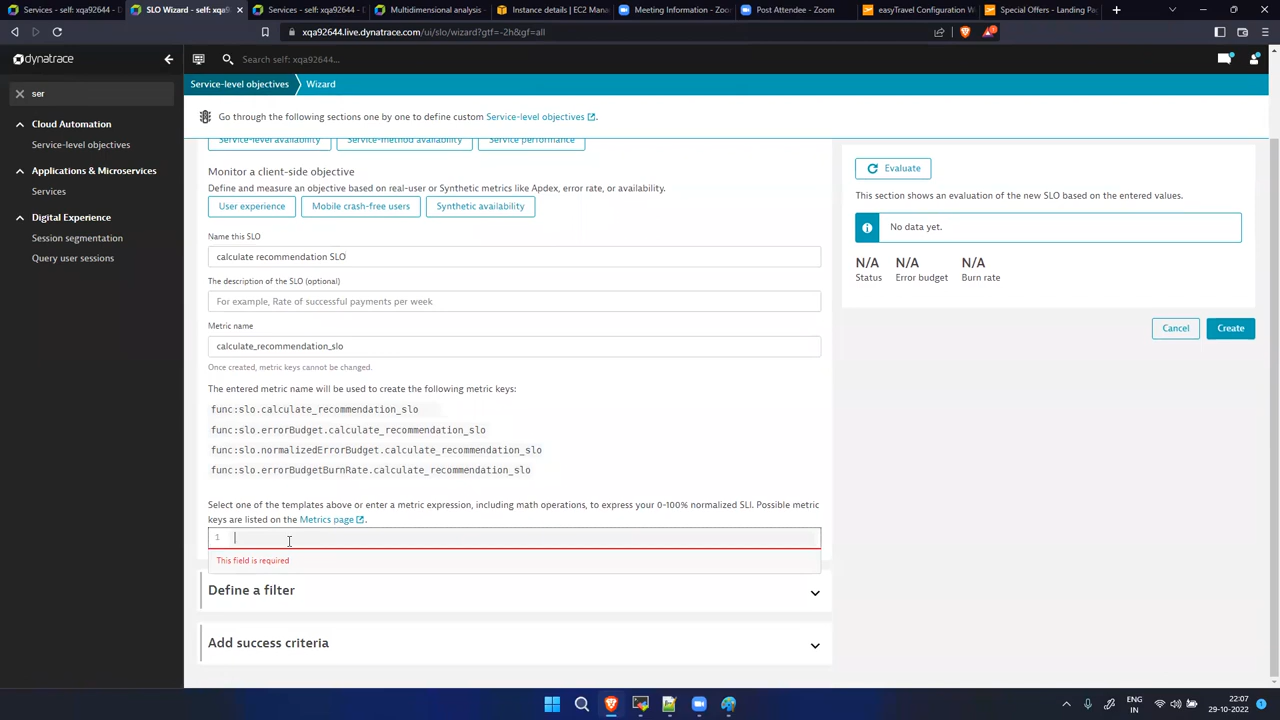 Service-level objectives - D
SLO Wizard - self: xqa9264
Service-level objectives - D
Multidimensional analysis -
Instance details | EC2 Man
Meeting Information - Zoo
Post Attendee - Zoom
easyTravel Configuration W
Special Offers - Landing Pa
xqa92644.live.dynatrace.com/ui/slo/wizard?gtf=-2h&gf=all
dynatrace
Search self: xqa92644...
ser
Cloud Automation
Service-level objectives
Applications & Microservices
Services
Digital Experience
Session segmentation
Query user sessions
Service-level objectives
Wizard
Go through the following sections one by one to define custom Service-level objectives.
Service-level availability
Service-method availability
Service performance
Monitor a client-side objective
Define and measure an objective based on real-user or Synthetic metrics like Apdex, error rate, or availability.
User experience
Mobile crash-free users
Synthetic availability
Name this SLO
calculate recommendation SLO
The description of the SLO (optional)
For example, Rate of successful payments per week
Metric name
calculate_recommendation_slo
Once created, metric keys cannot be changed.
The entered metric name will be used to create the following metric keys:
func:slo.calculate_recommendation_slo
func:slo.errorBudget.calculate_recommendation_slo
func:slo.normalizedErrorBudget.calculate_recommendation_slo
func:slo.errorBudgetBurnRate.calculate_recommendation_slo
Select one of the templates above or enter a metric expression, including math operations, to express your 0-100% normalized SLI. Possible metric
keys are listed on the Metrics page.
1
This field is required
Define a filter
Add success criteria
Evaluate
This section shows an evaluation of the new SLO based on the entered values.
No data yet.
N/A N/A N/A
Status Error budget Burn rate
Cancel
Create
ENG
IN
22:07
29-10-2022